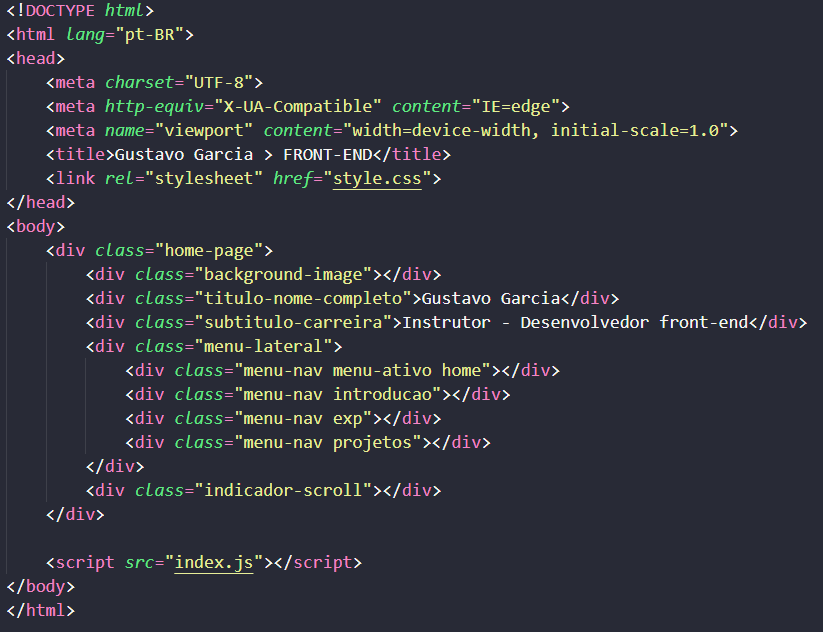 <!DOCTYPE html>
<html lang="pt-BR">
<head>
    <meta charset="UTF-8">
    <meta http-equiv="X-UA-Compatible" content="IE=edge">
    <meta name="viewport" content="width=device-width, initial-scale=1.0">
    <title>Gustavo Garcia > FRONT-END</title>
    <link rel="stylesheet" href="style.css">
</head>
<body>
    <div class="home-page">
        <div class="background-image"></div>
        <div class="titulo-nome-completo">Gustavo Garcia</div>
        <div class="subtitulo-carreira">Instrutor - Desenvolvedor front-end</div>
        <div class="menu-lateral">
            <div class="menu-nav menu-ativo home"></div>
            <div class="menu-nav introducao"></div>
            <div class="menu-nav exp"></div>
            <div class="menu-nav projetos"></div>
        </div>
        <div class="indicador-scroll"></div>
    </div>

    <script src="index.js"></script>
</body>
</html>